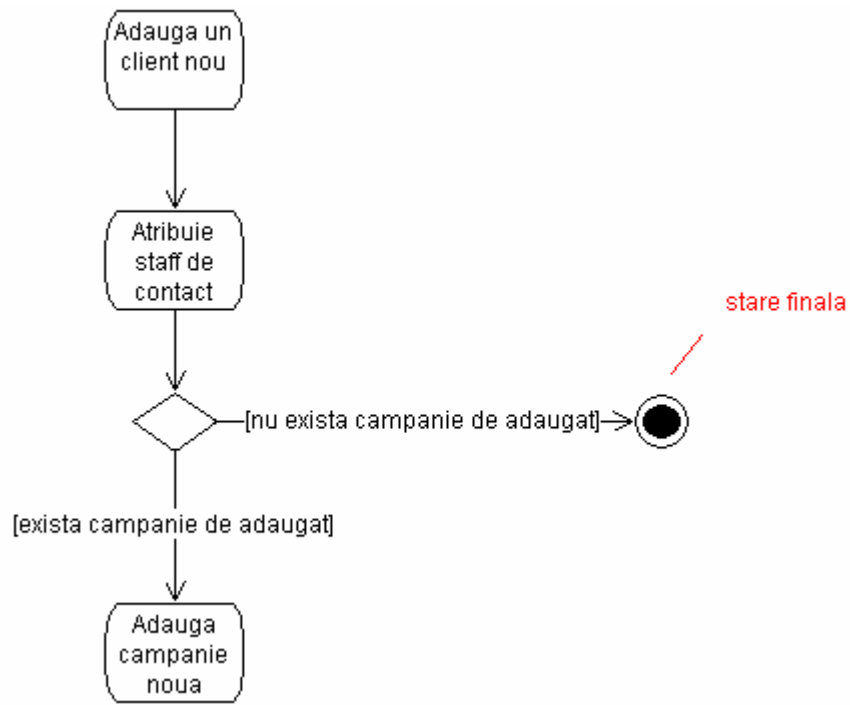 Adauga un
client nou
Atribuie
staff de
contact
stare finala
[nu exista campanie de adaugat]
[exista campanie de adaugat]
Adauga
campanie
noua